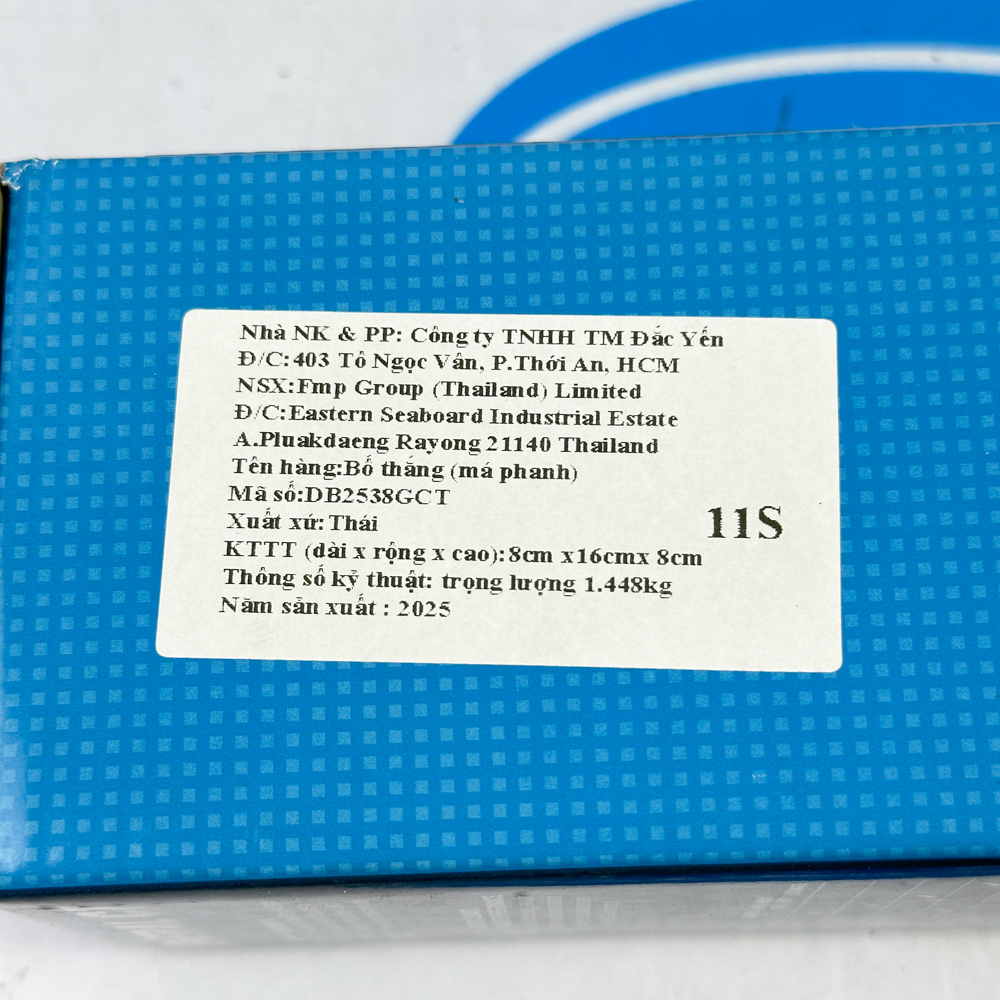 Nhà NK & PP: Công ty TNHH TM Đắc Yến
Đ/C:403 Tô Ngọc Vân, P.Thới An, HCM
NSX:Fmp Group (Thailand) Limited
Đ/C:Eastern Seaboard Industrial Estate
A.Pluakdaeng Rayong 21140 Thailand
Tên hàng:Bố thắng (má phanh)
Mã số:DB2538GCT
Xuất xứ: Thái
11S
KTTT (dài x rộng x cao): 8cm x16cmx 8cm
Thông số kỹ thuật: trọng lượng 1.448kg
Năm sản xuất : 2025